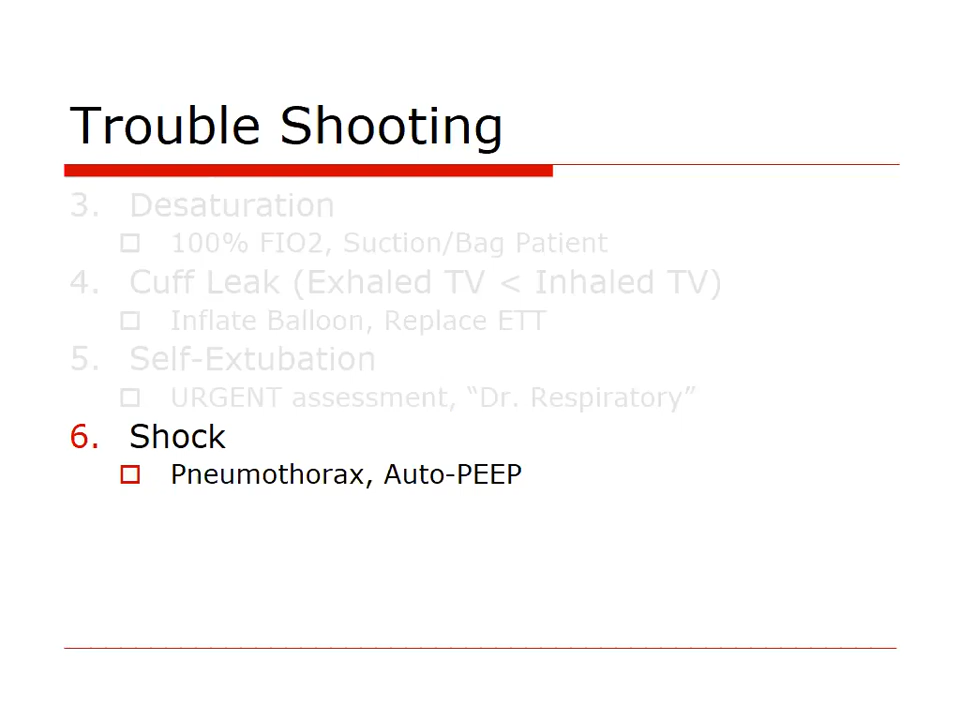 Trouble Shooting
3. Desaturation
100% FIO2, Suction/Bag Patient
4. Cuff Leak (Exhaled TV < Inhaled TV)
Inflate Balloon, Replace ETT
5. Self-Extubation
URGENT assessment, “Dr. Respiratory”
6. Shock
Pneumothorax, Auto-PEEP